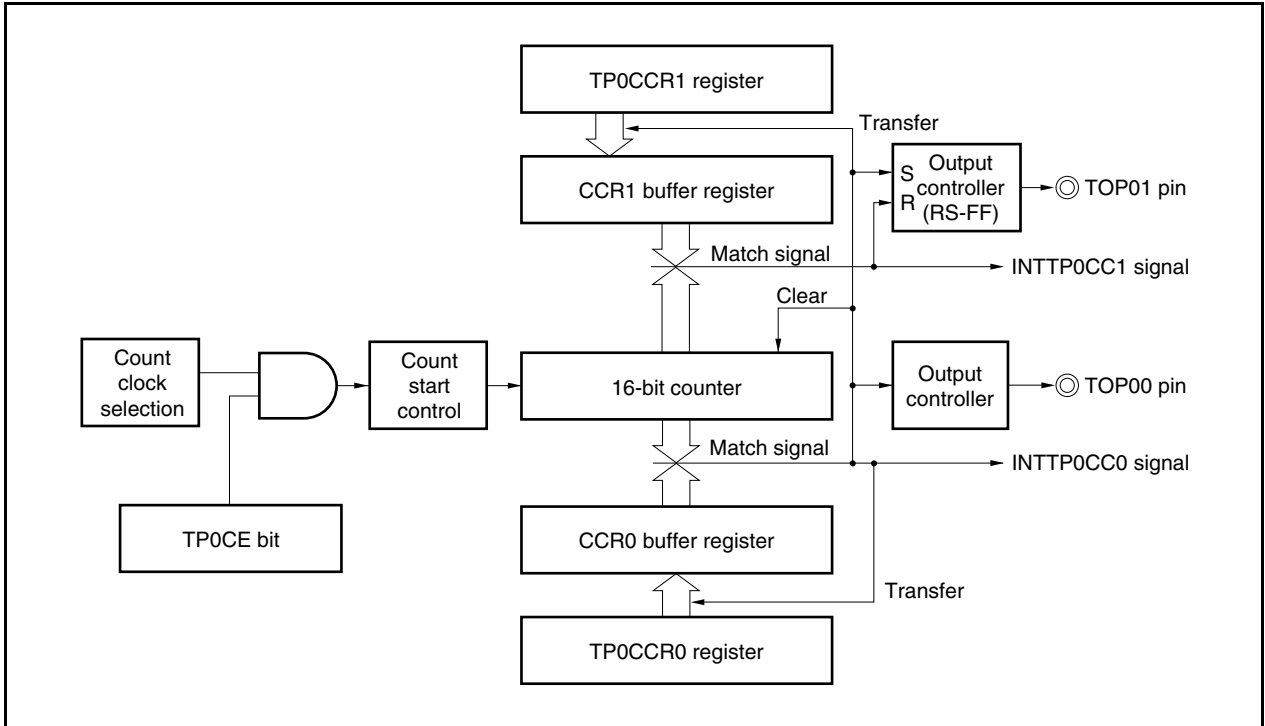 TP0CCR1 register
Transfer
CCR1 buffer register
S
R
Output
controller
(RS-FF)
TOP01 pin
Match signal
INTTP0CC1 signal
Clear
Count
clock
selection
Count
start
control
16-bit counter
Output
controller
TOP00 pin
Match signal
INTTP0CC0 signal
TP0CE bit
CCR0 buffer register
Transfer
TP0CCR0 register